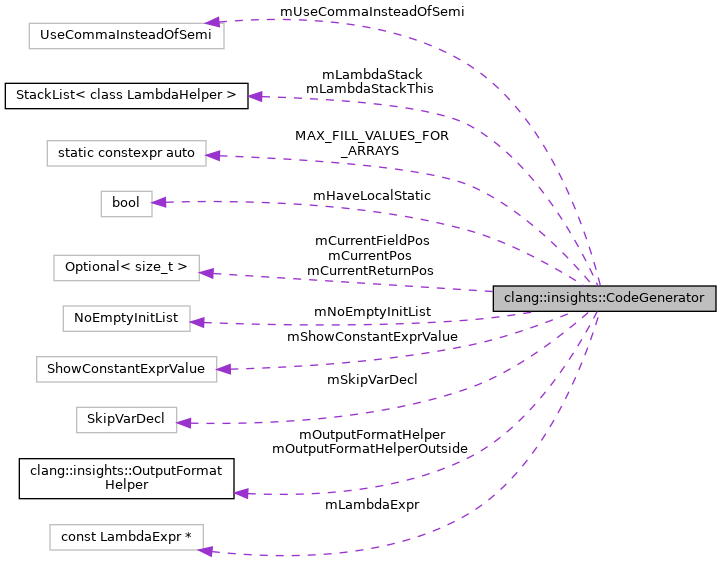 mUseCommaInsteadOfSemi
UseCommaInsteadOfSemi
mLambdaStack
mLambdaStackThis
StackList< class LambdaHelper >
MAX_FILL_VALUES_FOR
_ARRAYS
static constexpr auto
mHaveLocalStatic
bool
mCurrentFieldPos
mCurrentPos
mCurrentReturnPos
Optional< size_t >
clang::insights::CodeGenerator
mNoEmptyInitList
NoEmptyInitList
mShowConstantExprValue
ShowConstantExprValue
mSkipVarDecl
SkipVarDecl
mOutputFormatHelper
mOutputFormatHelperOutside
clang::insights::OutputFormat
Helper
mLambdaExpr
const LambdaExpr *